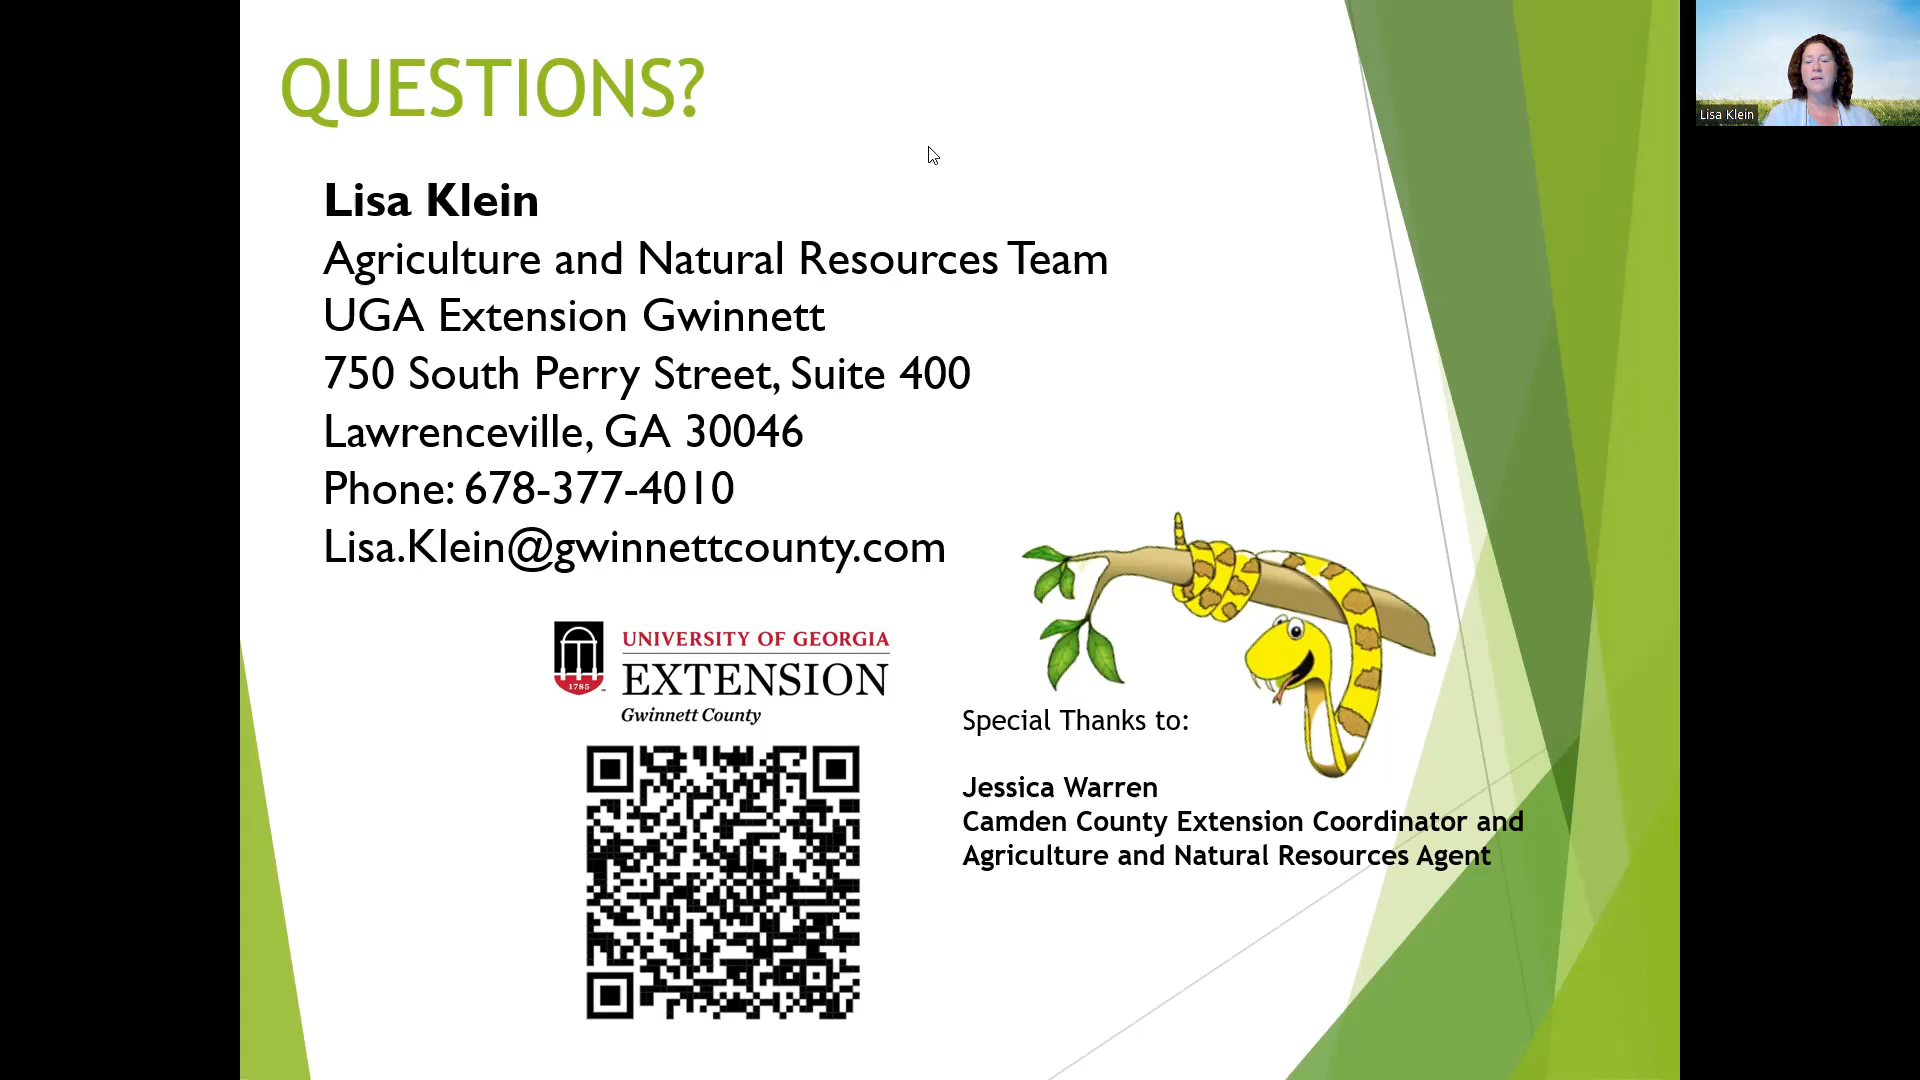 QUESTIONS?
Lisa Klein
Lisa Klein
Agriculture and Natural Resources Team
UGA Extension Gwinnett
750 South Perry Street, Suite 400
Lawrenceville, GA 30046
Phone: 678-377-4010
Lisa.Klein@gwinnettcounty.com
1785
UNIVERSITY OF GEORGIA
EXTENSION
Gwinnett County
Special Thanks to:
Jessica Warren
Camden County Extension Coordinator and
Agriculture and Natural Resources Agent